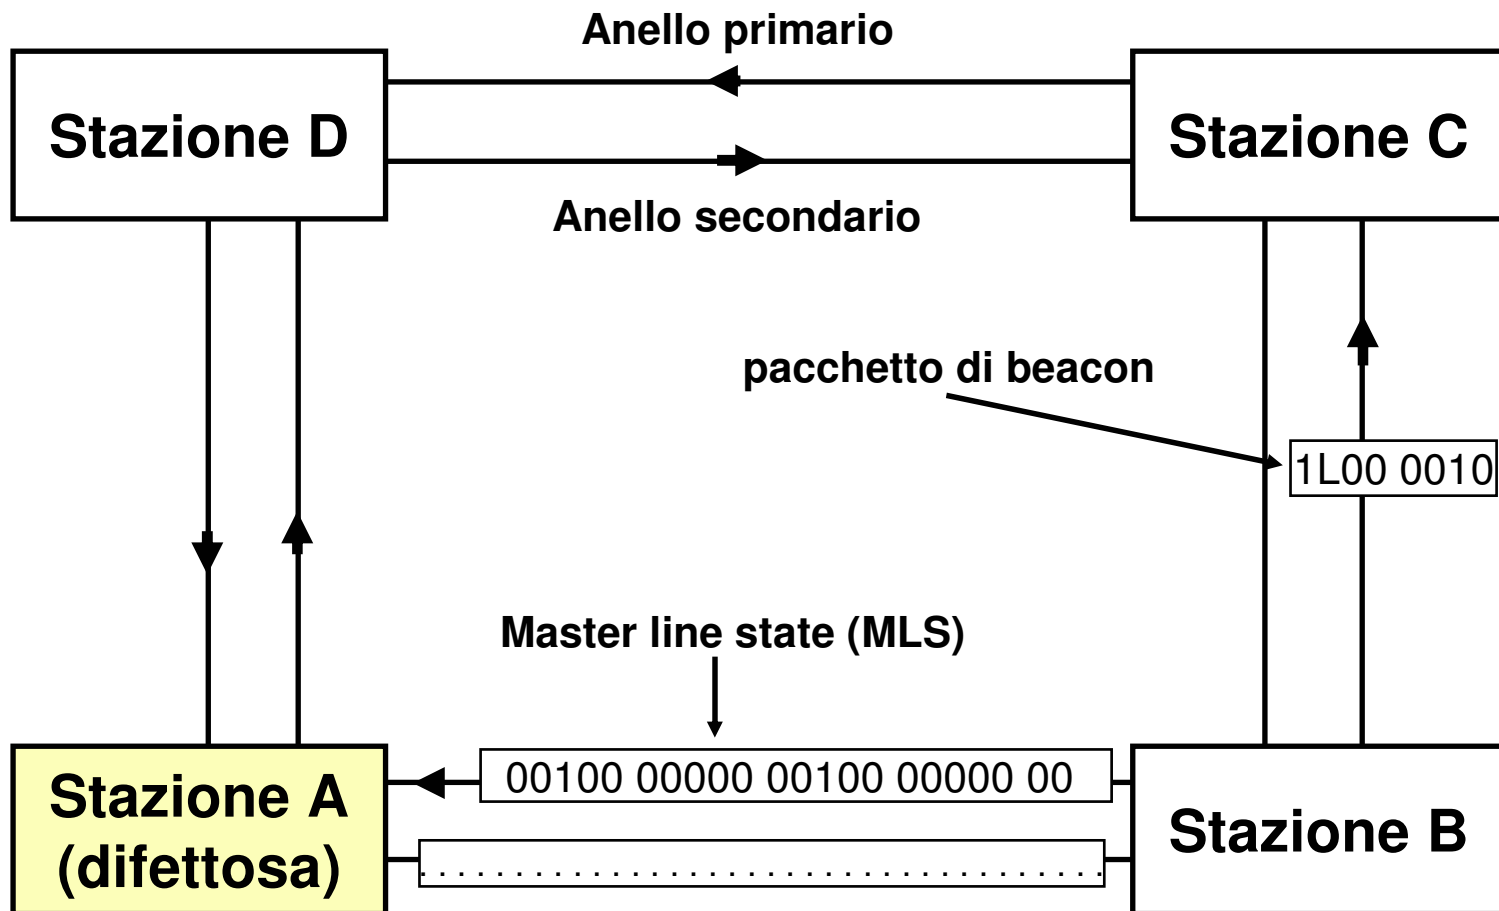 Anello primario
Stazione D
Stazione C
Anello secondario
pacchetto di beacon
1L00 0010
Master line state (MLS)
00100 00000 00100 00000 00
Stazione A
(difettosa)
Stazione B
. . . . . . . . . . . . . . . . . . . . . . . . . . . . . . . . . . . .